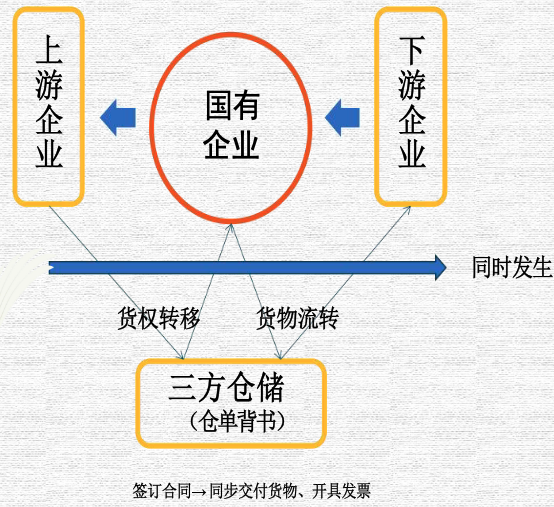 上游企业
国有
企业
下游企业
同时发生
货权转移
货物流转
三方仓储
（仓单背书）
签订合同→同步交付货物、开具发票